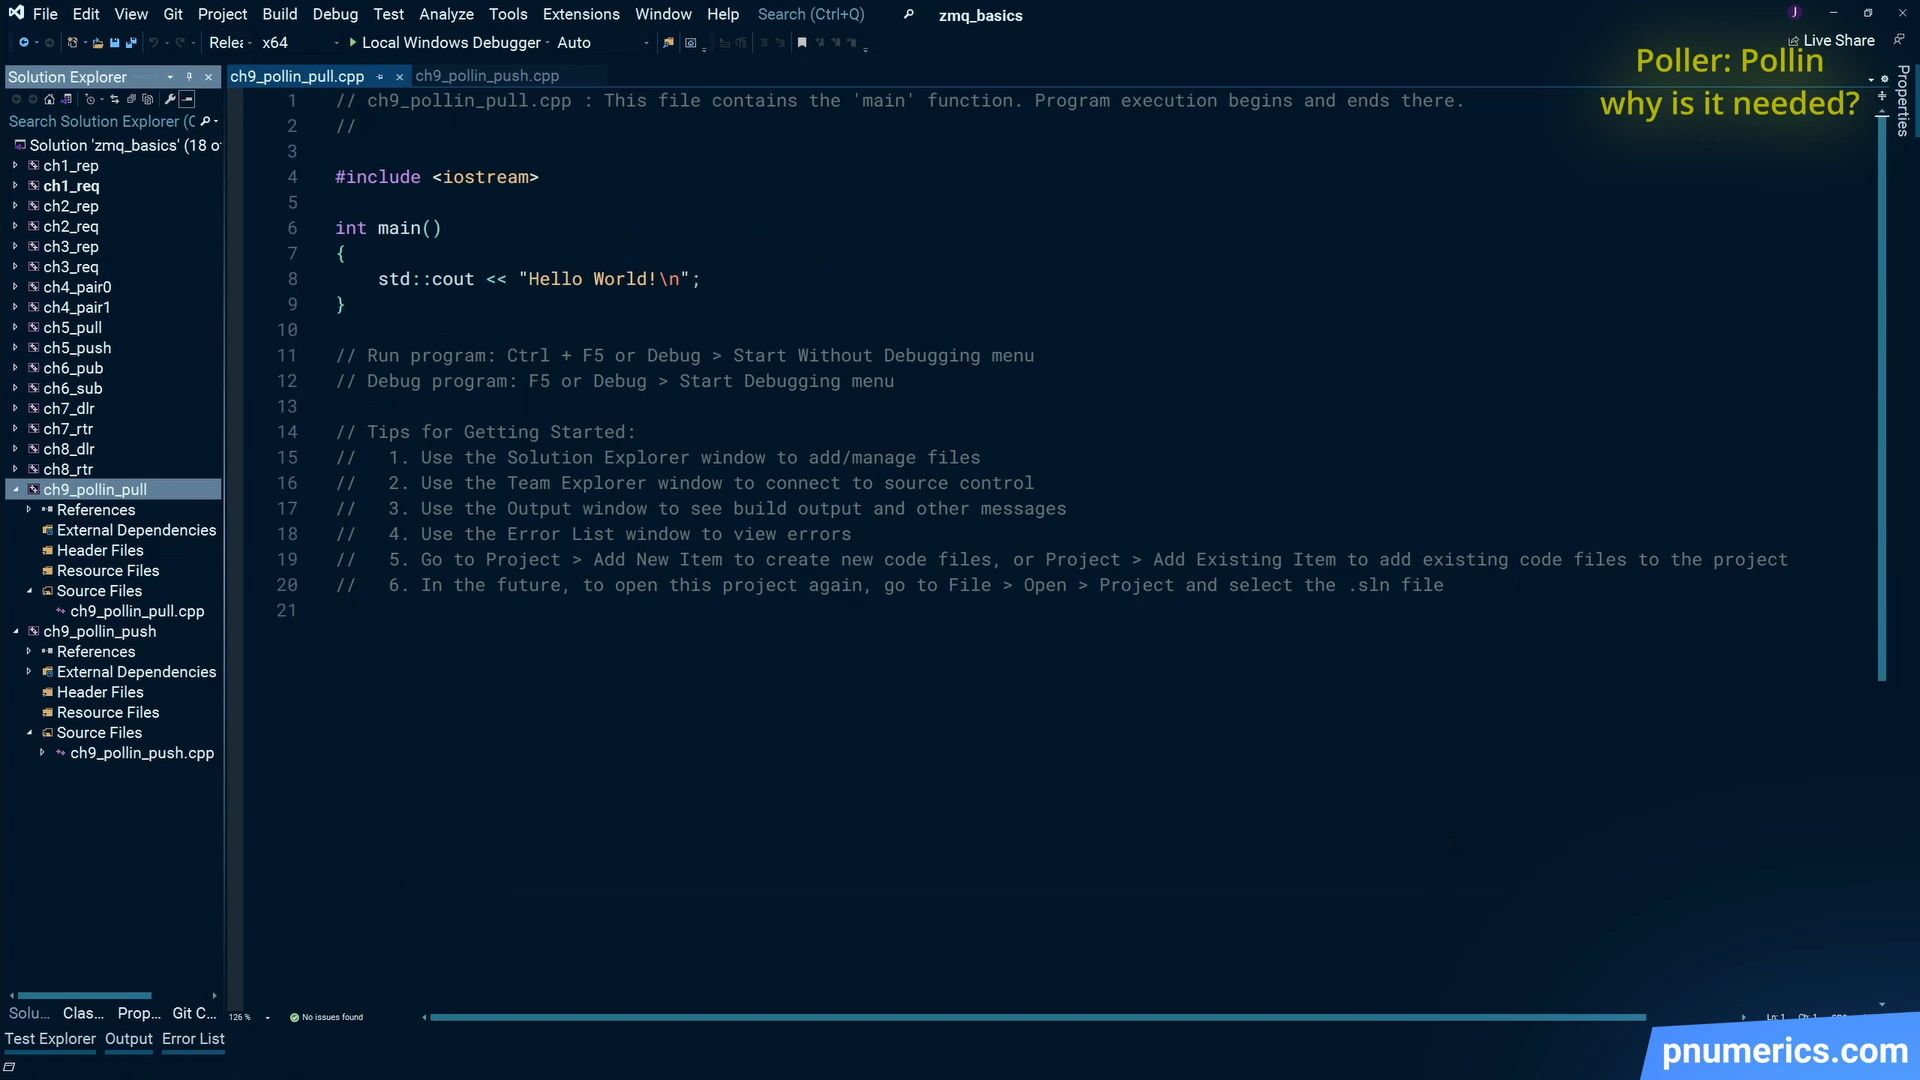 File Edit View Git Project Build Debug Test Analyze Tools Extensions Window Help Search (Ctrl+Q) zmq_basics J
Relea x64 Local Windows Debugger Auto
Live Share
Poller: Pollin
why is it needed?
Properties
Solution Explorer
ch9_pollin_pull.cpp ch9_pollin_push.cpp
Search Solution Explorer (C
Solution 'zmq_basics' (18 o
ch1_rep
ch1_req
ch2_rep
ch2_req
ch3_rep
ch3_req
ch4_pair0
ch4_pair1
ch5_pull
ch5_push
ch6_pub
ch6_sub
ch7_dlr
ch7_rtr
ch8_dlr
ch8_rtr
ch9_pollin_pull
References
External Dependencies
Header Files
Resource Files
Source Files
ch9_pollin_pull.cpp
ch9_pollin_push
References
External Dependencies
Header Files
Resource Files
Source Files
ch9_pollin_push.cpp
1 // ch9_pollin_pull.cpp : This file contains the 'main' function. Program execution begins and ends there.
2 //
3
4 #include <iostream>
5
6 int main()
7 {
8 std::cout << "Hello World!\n";
9 }
10
11 // Run program: Ctrl + F5 or Debug > Start Without Debugging menu
12 // Debug program: F5 or Debug > Start Debugging menu
13
14 // Tips for Getting Started:
15 // 1. Use the Solution Explorer window to add/manage files
16 // 2. Use the Team Explorer window to connect to source control
17 // 3. Use the Output window to see build output and other messages
18 // 4. Use the Error List window to view errors
19 // 5. Go to Project > Add New Item to create new code files, or Project > Add Existing Item to add existing code files to the project
20 // 6. In the future, to open this project again, go to File > Open > Project and select the .sln file
21
Solu... Clas... Prop... Git C...
126 % No issues found
Test Explorer Output Error List
pnumerics.com